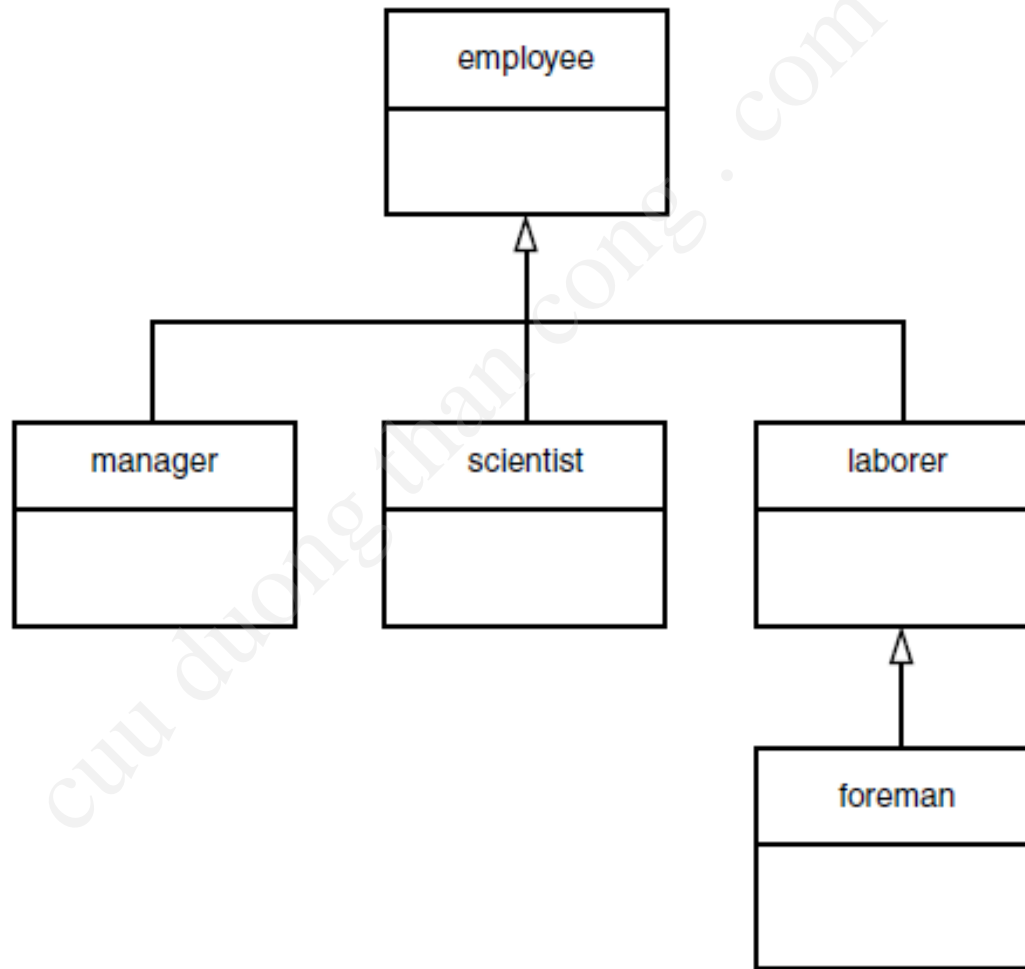 employee
manager
scientist
laborer
foreman
cuu duong than cong . com